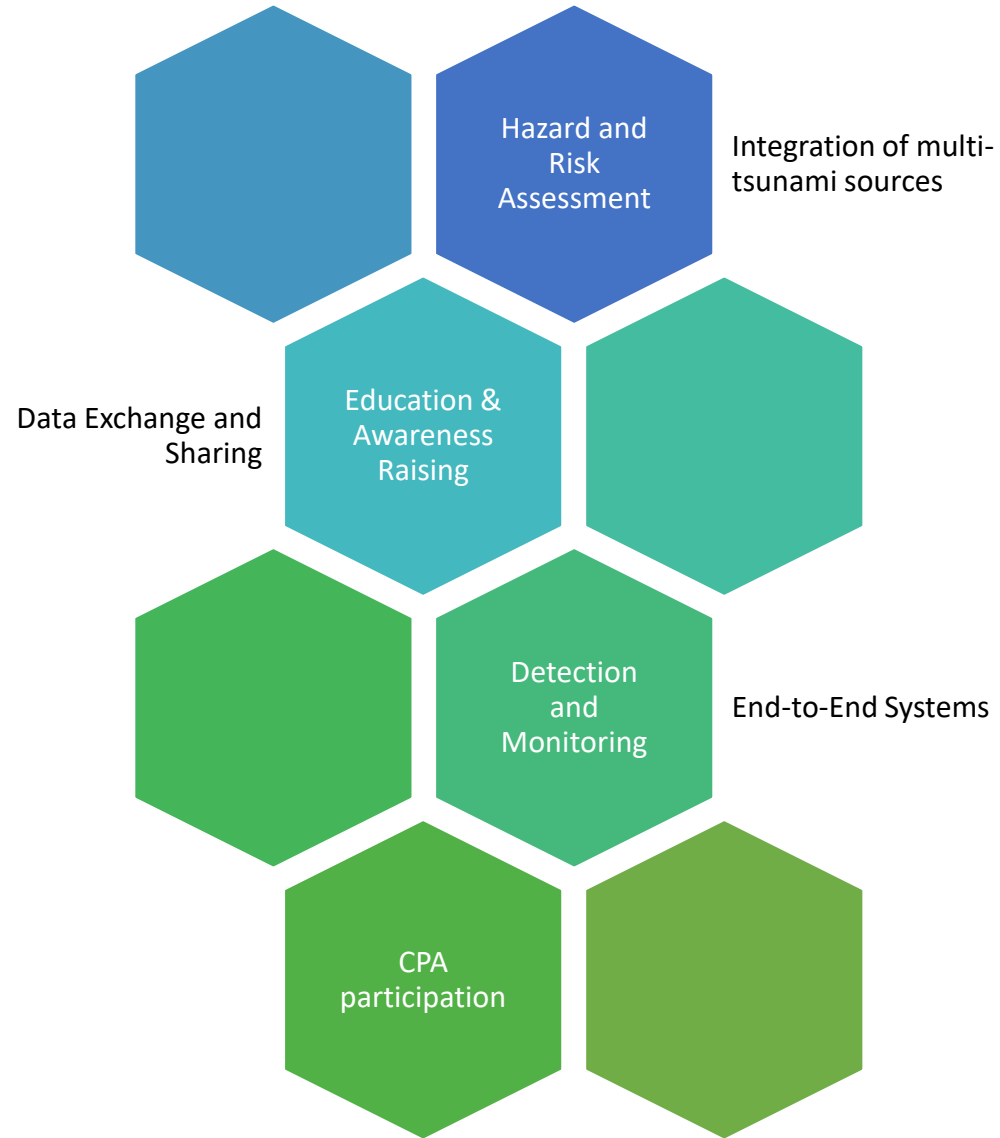 Hazard and
Risk
Assessment
Integration of multi-
tsunami sources
Data Exchange and
Sharing
Education &
Awareness
Raising
Detection
and
Monitoring
End-to-End Systems
CPA
participation